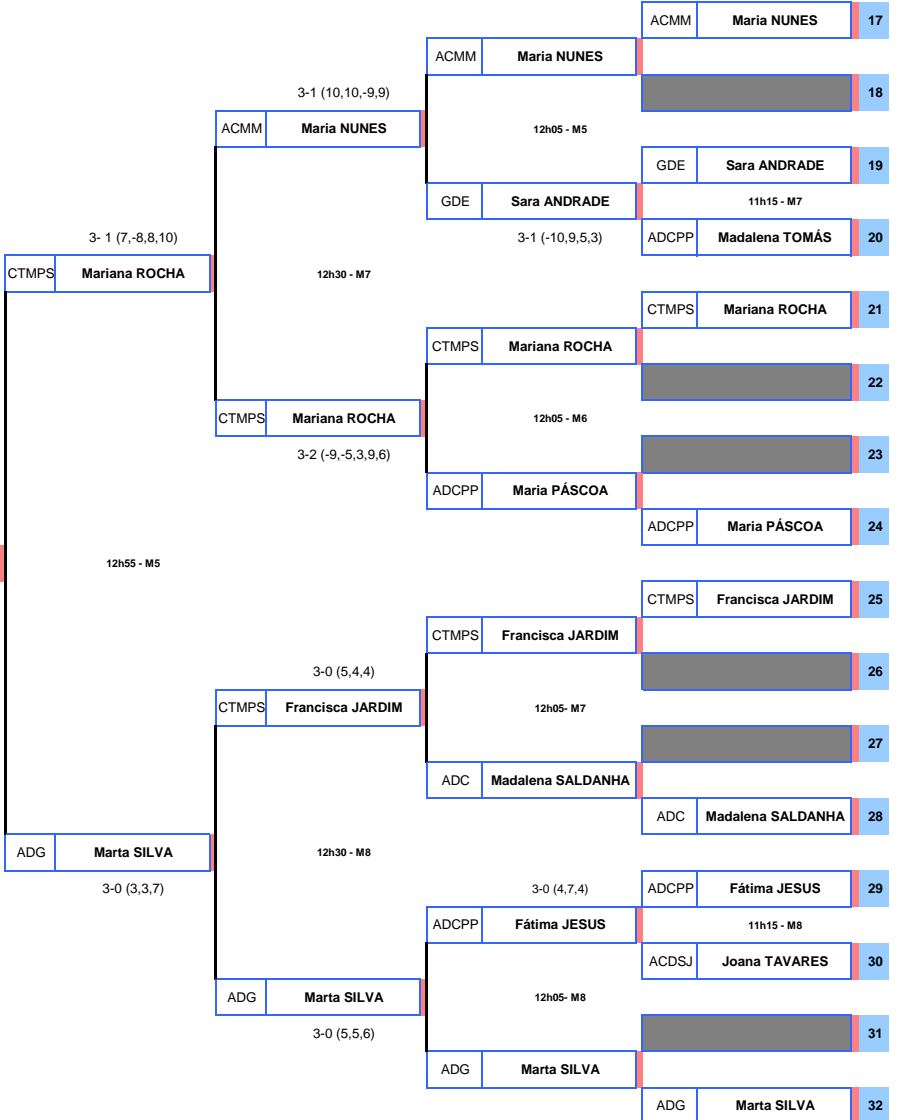 ACMM Maria NUNES 17
ACMM Maria NUNES
3-1 (10,10,-9,9) 18
ACMM Maria NUNES 12h05 - M5
GDE Sara ANDRADE 19
GDE Sara ANDRADE 11h15 - M7
3- 1 (7,-8,8,10) 3-1 (-10,9,5,3) ADCPP Madalena TOMÁS 20
CTMPS Mariana ROCHA 12h30 - M7
CTMPS Mariana ROCHA 21
CTMPS Mariana ROCHA
22
CTMPS Mariana ROCHA 12h05 - M6
3-2 (-9,-5,3,9,6) 23
ADCPP Maria PÁSCOA
ADCPP Maria PÁSCOA 24
12h55 - M5
CTMPS Francisca JARDIM 25
CTMPS Francisca JARDIM
3-0 (5,4,4) 26
CTMPS Francisca JARDIM 12h05- M7
27
ADC Madalena SALDANHA
ADC Madalena SALDANHA 28
ADG Marta SILVA 12h30 - M8
3-0 (3,3,7) 3-0 (4,7,4) ADCPP Fátima JESUS 29
ADCPP Fátima JESUS 11h15 - M8
ACDSJ Joana TAVARES 30
ADG Marta SILVA 12h05- M8
3-0 (5,5,6) 31
ADG Marta SILVA
ADG Marta SILVA 32